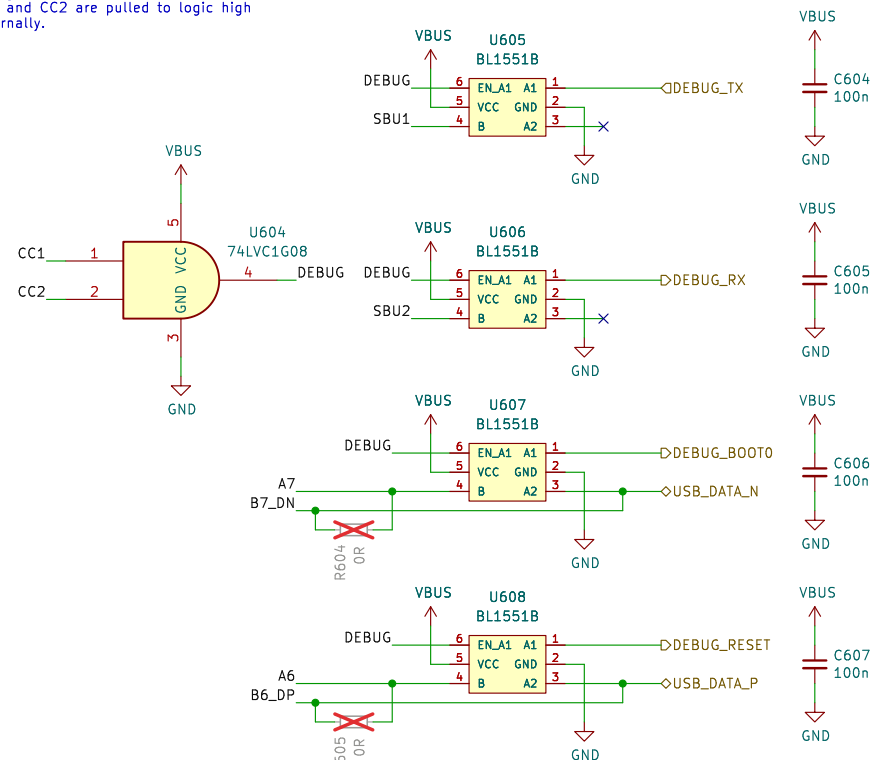 and CC2 are pulled to logic high
rnally.
VBUS
U605
BL1551B
DEBUG
6
EN_A1
A1
1
DEBUG_TX
5
VCC
GND
2
SBU1
4
B
A2
3
GND
VBUS
C604
100n
GND
VBUS
5
VCC
U604
74LVC1G08
CC1
1
4
DEBUG
CC2
2
GND
3
GND
VBUS
U606
BL1551B
DEBUG
6
EN_A1
A1
1
DEBUG_RX
5
VCC
GND
2
SBU2
4
B
A2
3
GND
VBUS
C605
100n
GND
VBUS
U607
BL1551B
DEBUG
6
EN_A1
A1
1
DEBUG_BOOT0
5
VCC
GND
2
A7
4
B
A2
3
USB_DATA_N
B7_DN
R604
0R
GND
VBUS
C606
100n
GND
VBUS
U608
BL1551B
DEBUG
6
EN_A1
A1
1
DEBUG_RESET
5
VCC
GND
2
A6
4
B
A2
3
USB_DATA_P
B6_DP
605
0R
GND
VBUS
C607
100n
GND